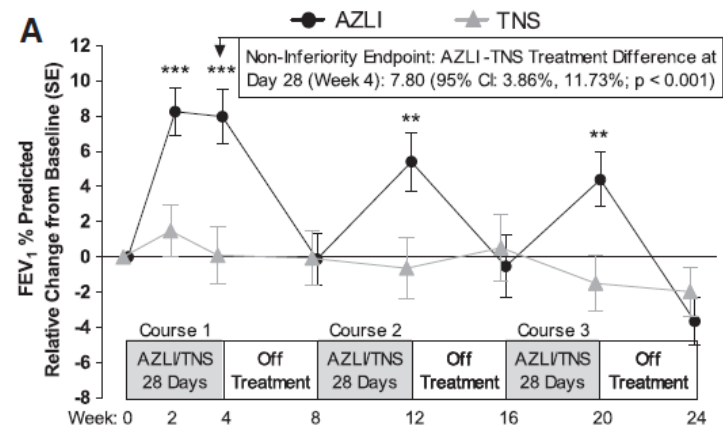 A
AZLI TNS
Non-Inferiority Endpoint: AZLI -TNS Treatment Difference at
Day 28 (Week 4): 7.80 (95% CI: 3.86%, 11.73%; p < 0.001)
FEV1 % Predicted
Relative Change from Baseline (SE)
12
10
8
6
4
2
0
-2
-4
-6
-8
*** ***
**
**
Course 1 Course 2 Course 3
AZLI/TNS
28 Days
Off
Treatment
AZLI/TNS
28 Days
Off
Treatment
AZLI/TNS
28 Days
Off
Treatment
Week: 0 2 4 8 12 16 20 24